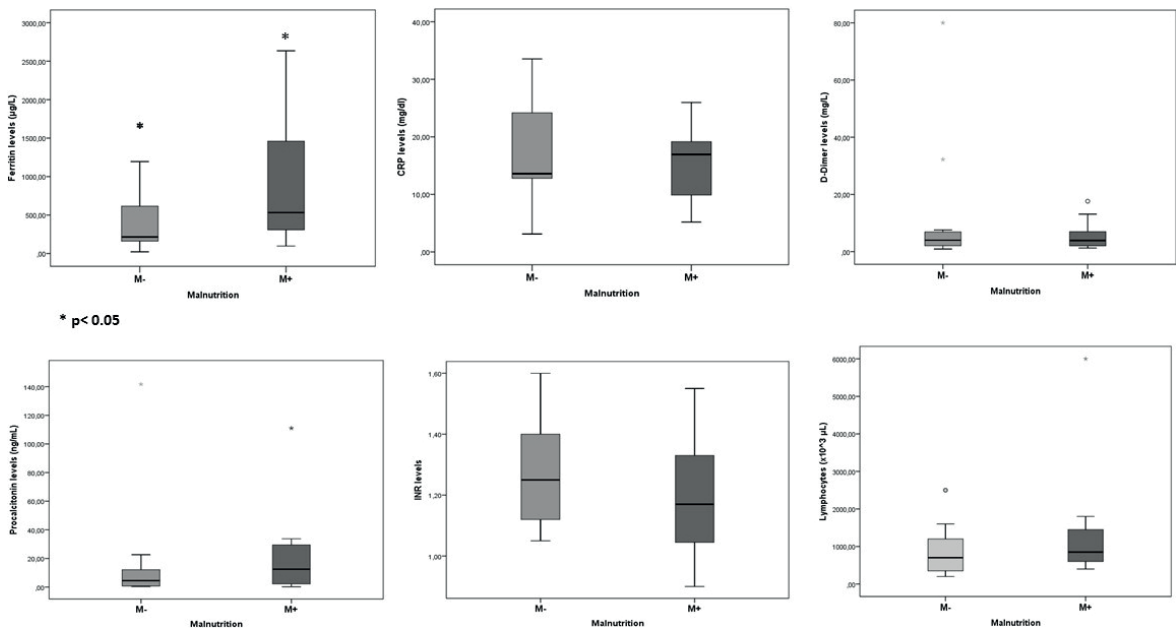 Ferritin levels (µg/L)
3000,00
2500,00
2000,00
1500,00
1000,00
500,00
,00
*
*
M-
M+
Malnutrition
CRP levels (mg/dl)
40,00
30,00
20,00
10,00
,00
M-
M+
Malnutrition
D-Dimer levels (mg/L)
80,00
60,00
40,00
20,00
,00
M-
M+
Malnutrition
* p< 0.05
Procalcitonin levels (ng/mL)
140,00
120,00
100,00
80,00
60,00
40,00
20,00
,00
M-
M+
Malnutrition
INR levels
1,60
1,40
1,20
1,00
M-
M+
Malnutrition
Lymphocytes (x10^3 µL)
6000,00
5000,00
4000,00
3000,00
2000,00
1000,00
,00
M-
M+
Malnutrition